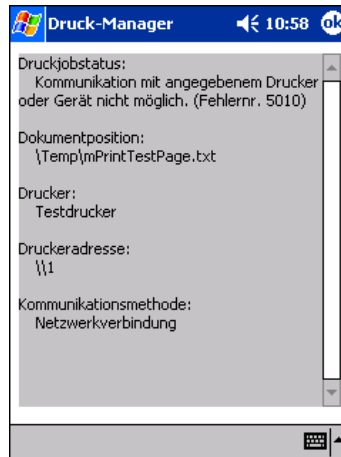 Druck-Manager 10:58 ok
Druckjobstatus:
Kommunikation mit angegebenem Drucker
oder Gerät nicht möglich. (Fehlernr. 5010)
Dokumentposition:
\Temp\mPrintTestPage.txt
Drucker:
Testdrucker
Druckeradresse:
\\1
Kommunikationsmethode:
Netzwerkverbindung